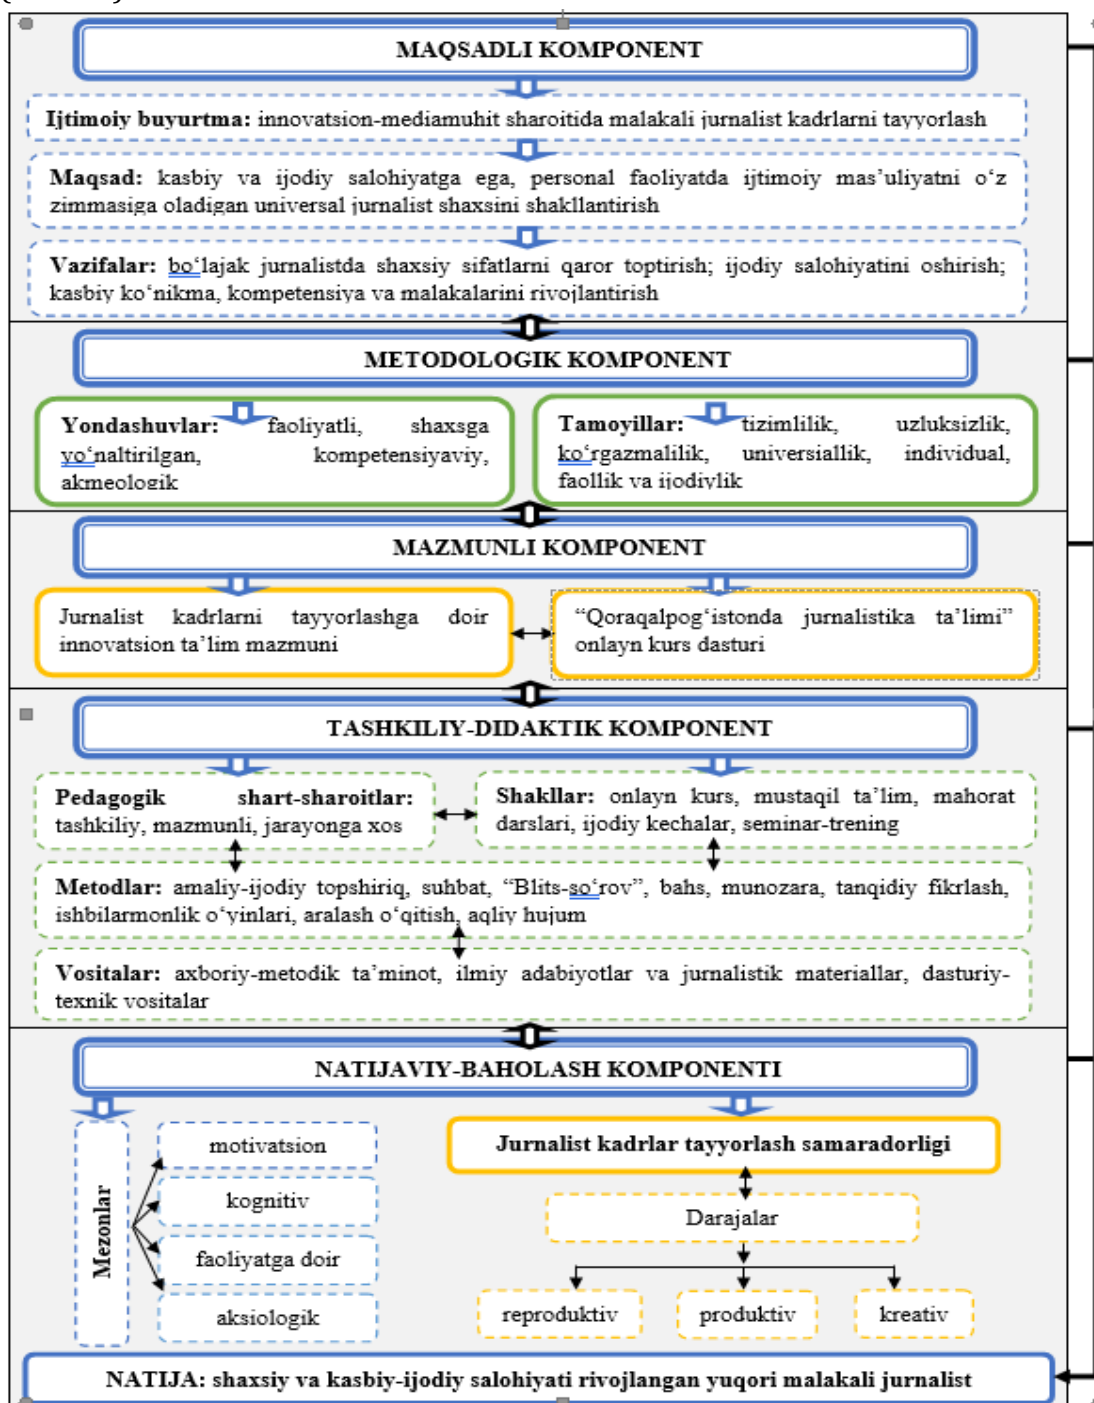 MAQSADLI KOMPONENT
Ijtimoiy buyurtma: innovatsion-mediamuhit sharoitida malakali jurnalist kadrlarni tayyorlash
Maqsad: kasbiy va ijodiy salohiyatga ega, personal faoliyatda ijtimoiy mas’uliyatni o‘z
zimmasiga oladigan universal jurnalist shaxsini shakllantirish
Vazifalar: bo‘lajak jurnalistda shaxsiy sifatlarni qaror toptirish; ijodiy salohiyatini oshirish;
kasbiy ko‘nikma, kompetensiya va malakalarini rivojlantirish
METODOLOGIK KOMPONENT
Yondashuvlar: faoliyatli, shaxsga
yo‘naltirilgan, kompetensiyaviy,
akmeologik
Tamoyillar: tizimlilik, uzluksizlik,
ko‘rgazmalilik, universiallik, individual,
faollik va ijodiylik
MAZMUNLI KOMPONENT
Jurnalist kadrlarni tayyorlashga doir
innovatsion ta’lim mazmuni
“Qoraqalpog‘istonda jurnalistika ta’limi”
onlayn kurs dasturi
TASHKILIY-DIDAKTIK KOMPONENT
Pedagogik shart-sharoitlar:
tashkiliy, mazmunli, jarayonga xos
Shakllar: onlayn kurs, mustaqil ta’lim, mahorat
darslari, ijodiy kechalar, seminar-trening
Metodlar: amaliy-ijodiy topshiriq, suhbat, “Blits-so‘rov”, bahs, munozara, tanqidiy fikrlash,
ishbilarmonlik o‘yinlari, aralash o‘qitish, aqliy hujum
Vositalar: axboriy-metodik ta’minot, ilmiy adabiyotlar va jurnalistik materiallar, dasturiy-
texnik vositalar
NATIJAVIY-BAHOLASH KOMPONENTI
Mezonlar
motivatsion
kognitiv
faoliyatga doir
aksiologik
Jurnalist kadrlar tayyorlash samaradorligi
Darajalar
reproduktiv
produktiv
kreativ
NATIJA: shaxsiy va kasbiy-ijodiy salohiyati rivojlangan yuqori malakali jurnalist